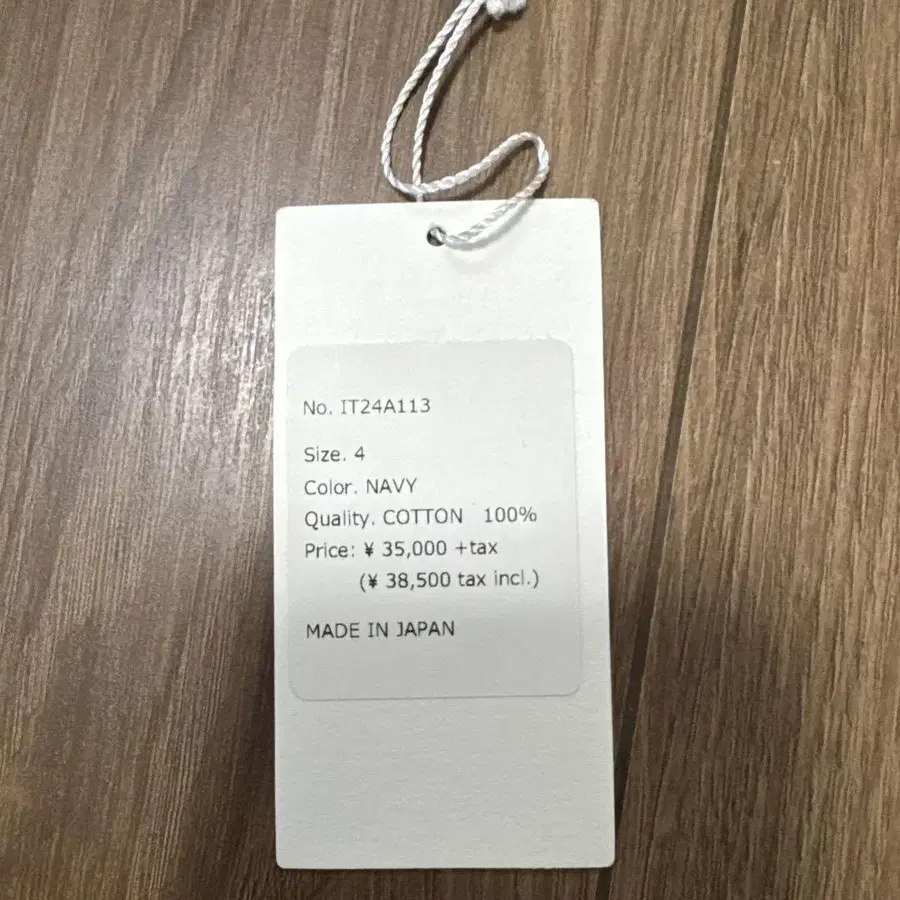 No. IT24A113
Size. 4
Color. NAVY
Quality. COTTON 100%
Price: ¥ 35,000 +tax
(¥ 38,500 tax incl.)
MADE IN JAPAN